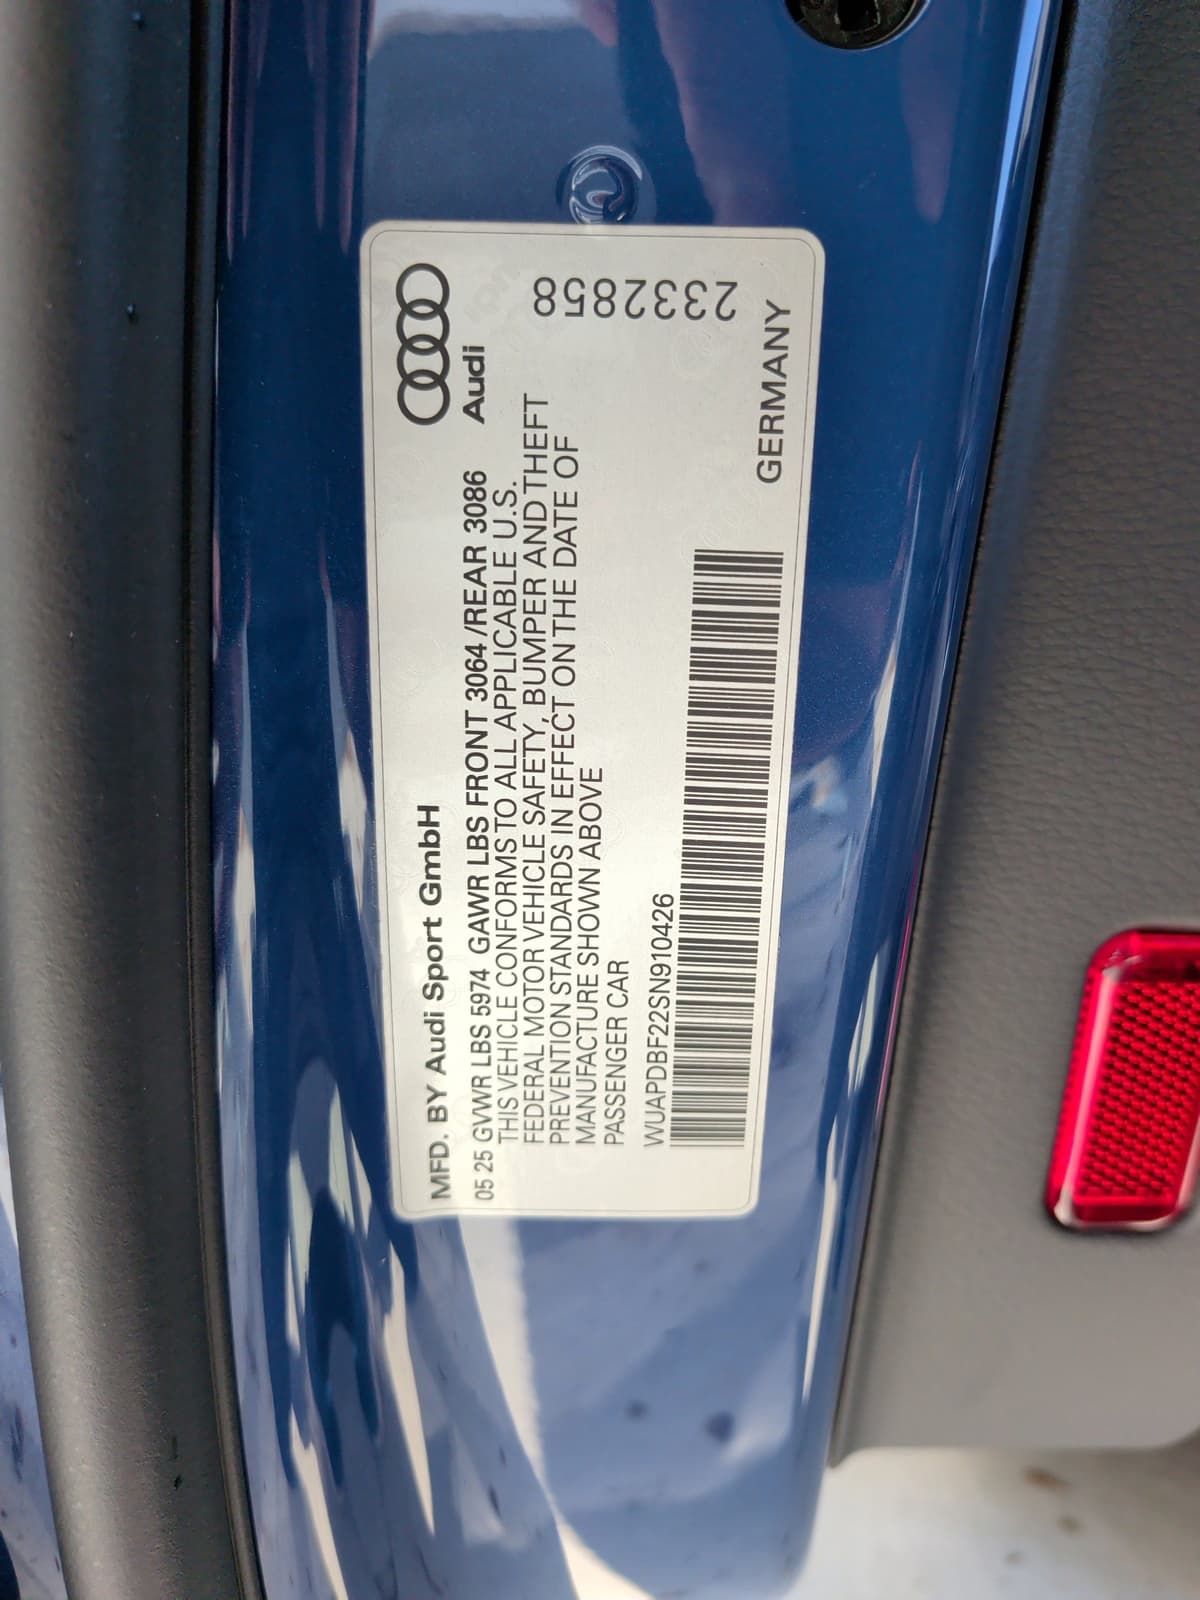 MFD. BY Audi Sport GmbH
Audi
05 25 GVWR LBS 5974 GAWR LBS FRONT 3064 /REAR 3086
THIS VEHICLE CONFORMS TO ALL APPLICABLE U.S.
FEDERAL MOTOR VEHICLE SAFETY, BUMPER AND THEFT
PREVENTION STANDARDS IN EFFECT ON THE DATE OF
MANUFACTURE SHOWN ABOVE
PASSENGER CAR
WUAPDBF22SN910426
GERMANY
2332858